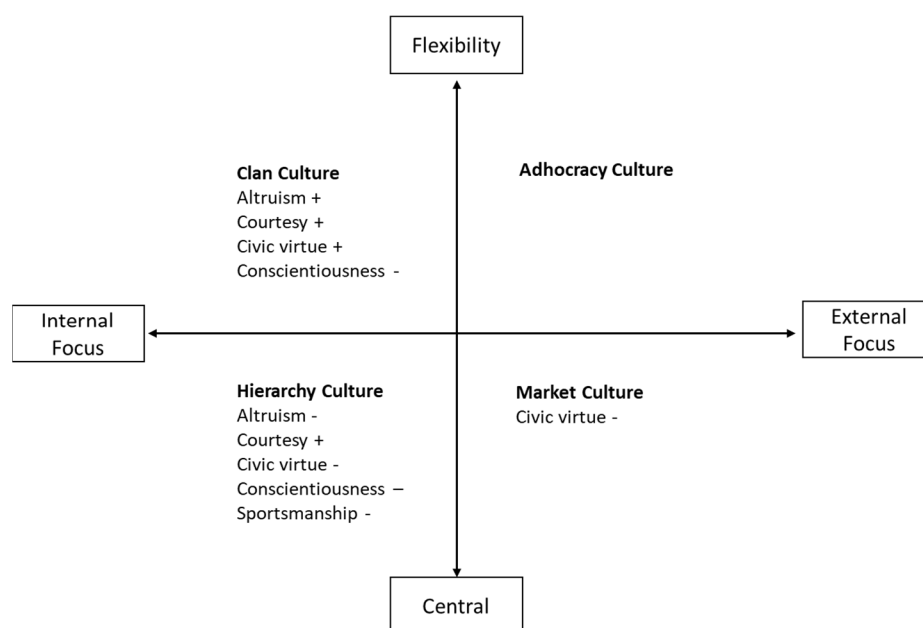 Flexibility
Clan Culture
Altruism +
Courtesy +
Civic virtue +
Conscientiousness -
Adhocracy Culture
Internal
Focus
External
Focus
Hierarchy Culture
Altruism -
Courtesy +
Civic virtue -
Conscientiousness –
Sportsmanship -
Market Culture
Civic virtue -
Central